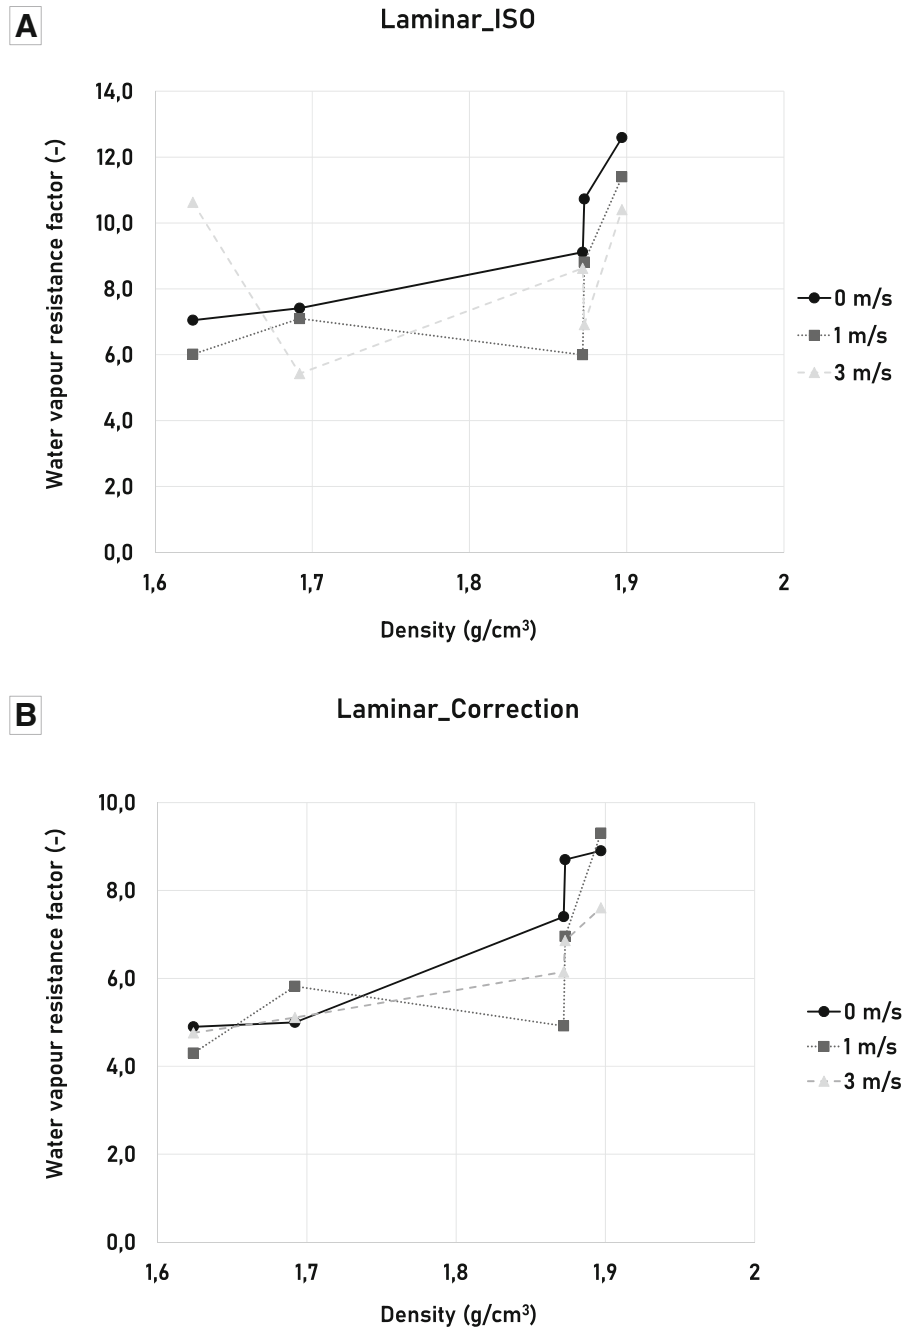 A
Laminar_ISO
Water vapour resistance factor (-)
14,0
12,0
10,0
8,0
6,0
4,0
2,0
0,0
1,6 1,7 1,8 1,9 2
Density (g/cm³)
0 m/s
1 m/s
3 m/s
B
Laminar_Correction
Water vapour resistance factor (-)
10,0
8,0
6,0
4,0
2,0
0,0
1,6 1,7 1,8 1,9 2
Density (g/cm³)
0 m/s
1 m/s
3 m/s